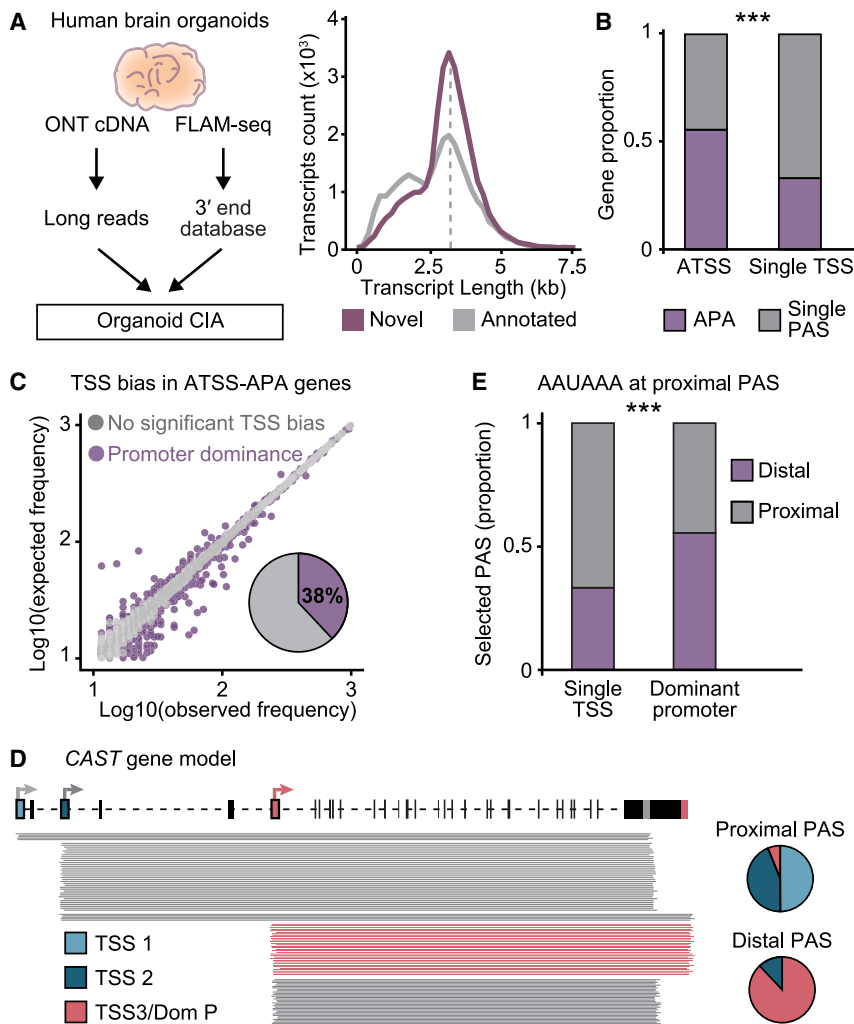 A
Human brain organoids
ONT cDNA
FLAM-seq
Long reads
3′ end
database
Organoid CIA
Transcripts count (x10³)
4
3
2
1
0
0
2.5
5
7.5
Transcript Length (kb)
Novel
Annotated
B
***
Gene proportion
1
0.5
0
ATSS
Single TSS
APA
Single
PAS
C
TSS bias in ATSS-APA genes
No significant TSS bias
Promoter dominance
Log10(expected frequency)
3
2
1
38%
1
2
3
Log10(observed frequency)
E
AAUAAA at proximal PAS
***
Selected PAS (proportion)
1
0.5
0
Distal
Proximal
Single
TSS
Dominant
promoter
D
CAST gene model
TSS 1
TSS 2
TSS3/Dom P
Proximal PAS
Distal PAS